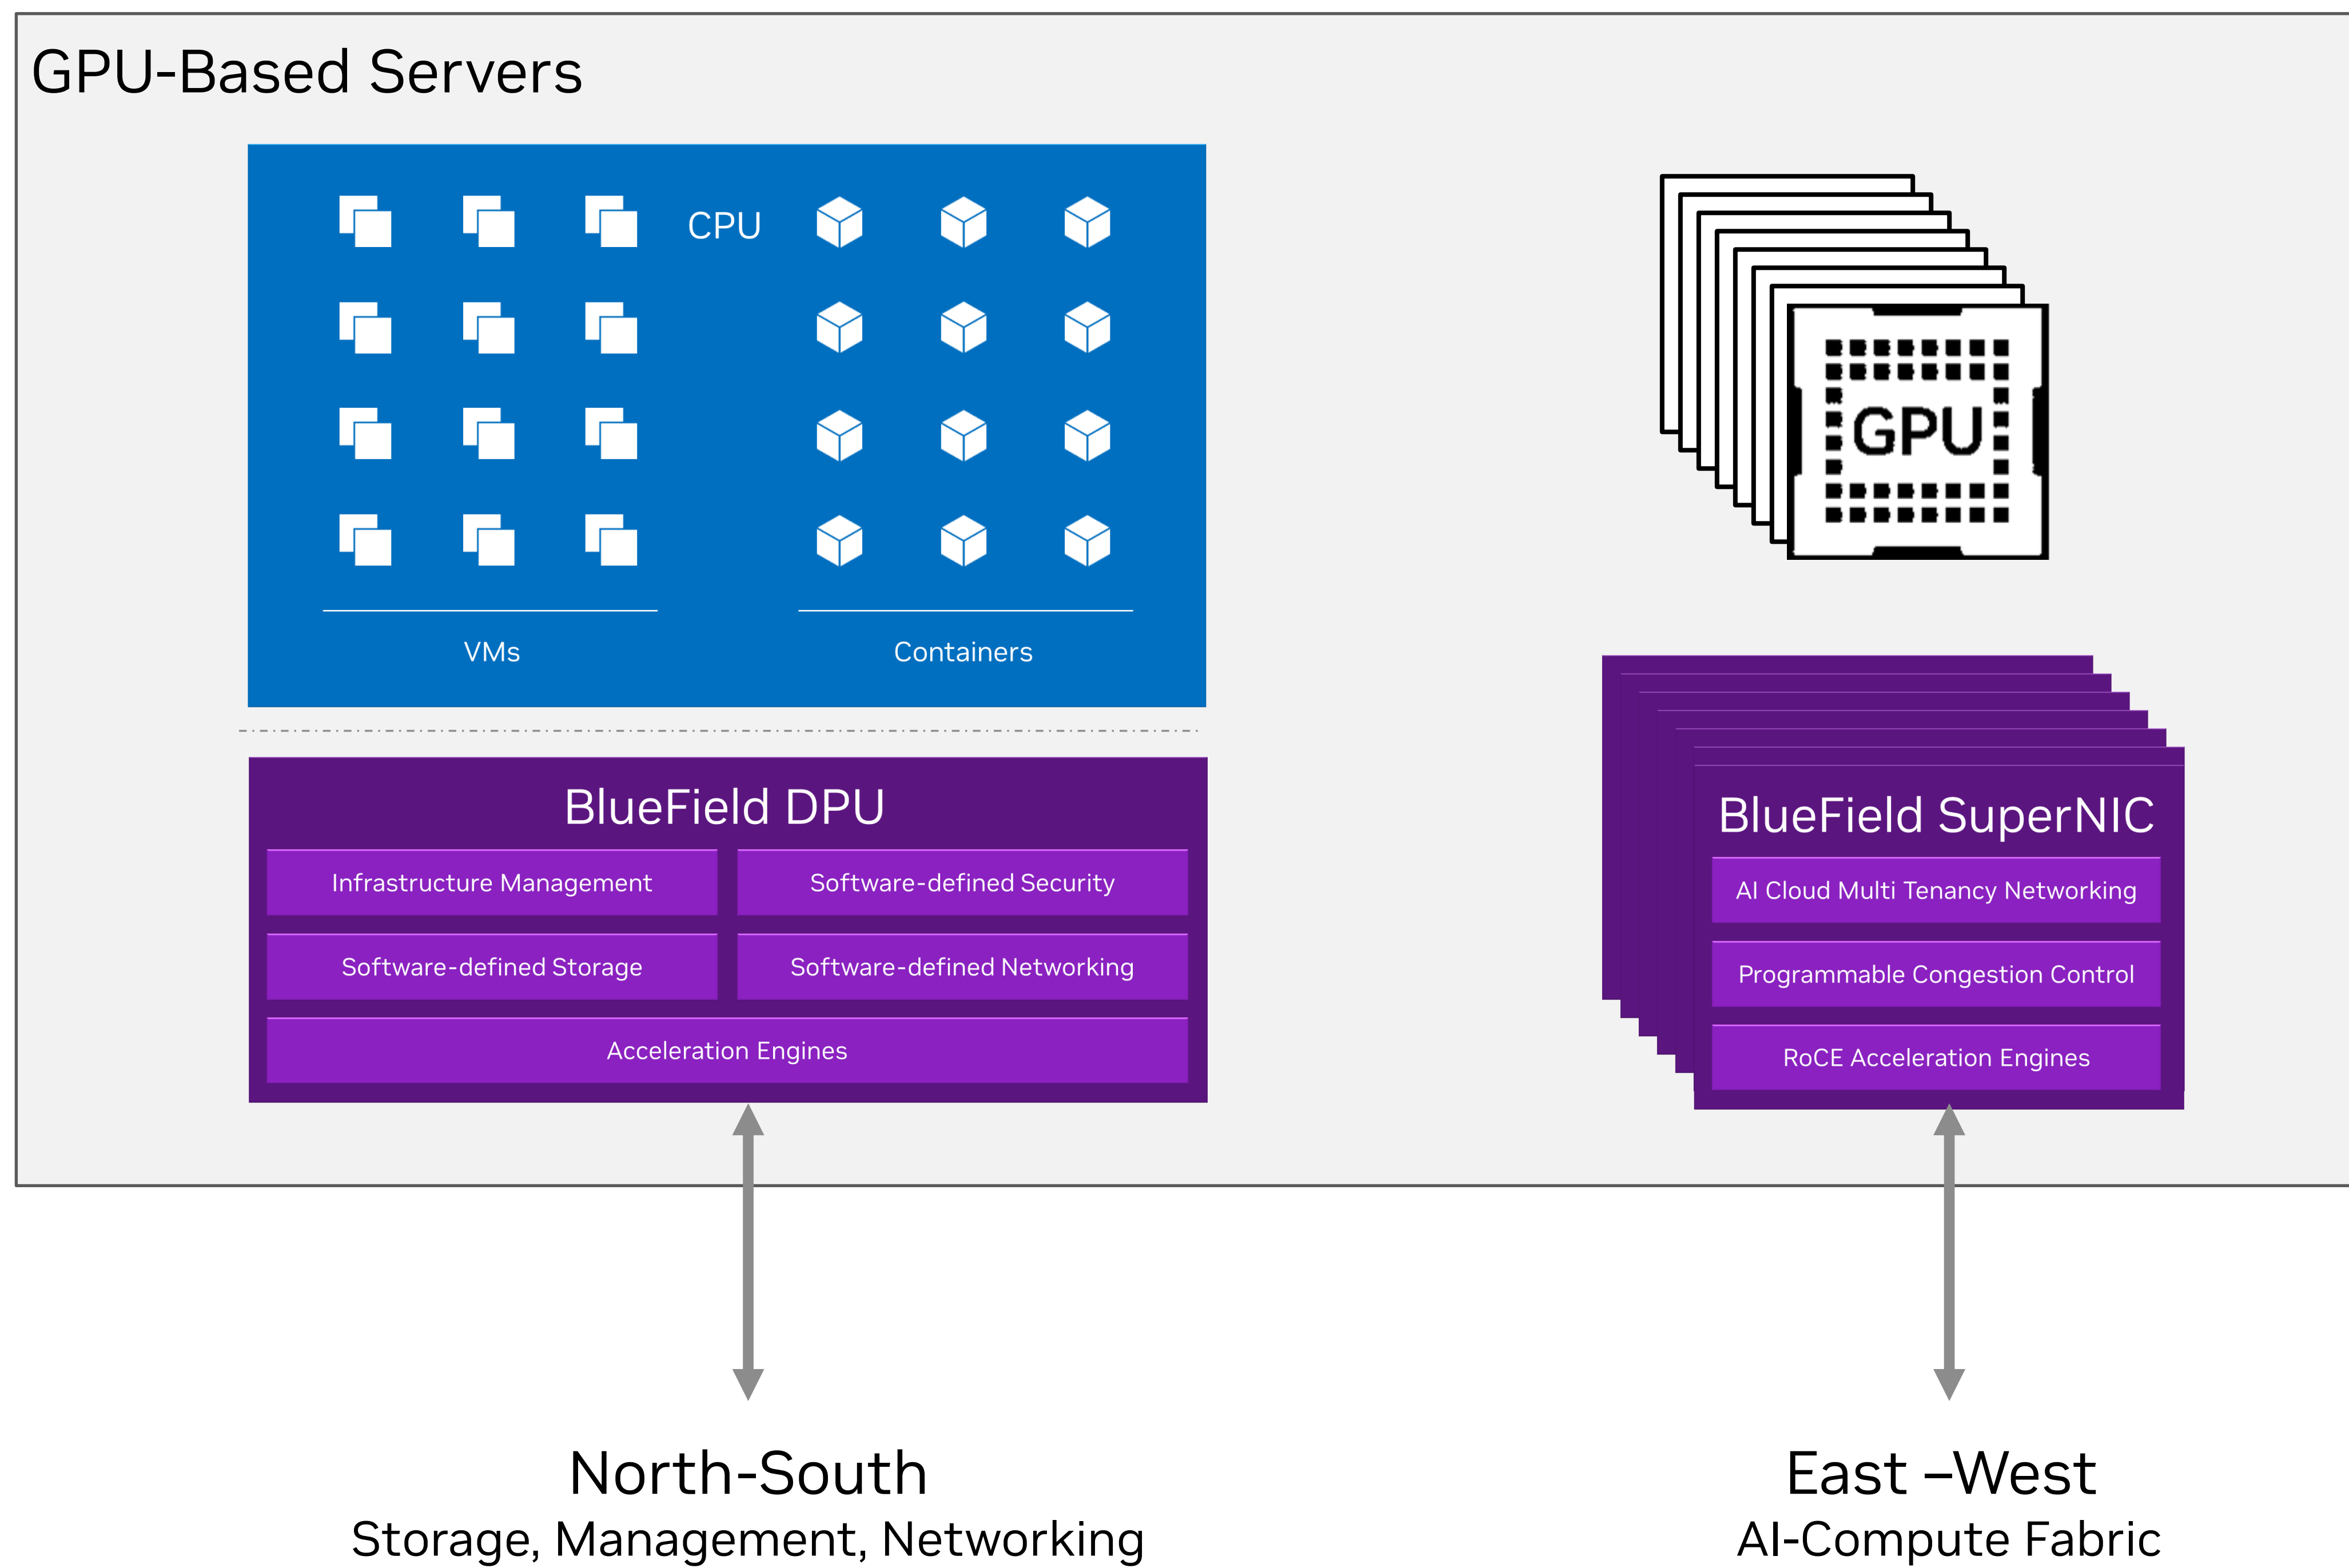 GPU-Based Servers
CPU
VMs
Containers
GPU
BlueField DPU
Infrastructure Management
Software-defined Security
Software-defined Storage
Software-defined Networking
Acceleration Engines
BlueField SuperNIC
AI Cloud Multi Tenancy Networking
Programmable Congestion Control
RoCE Acceleration Engines
North-South
Storage, Management, Networking
East –West
AI-Compute Fabric